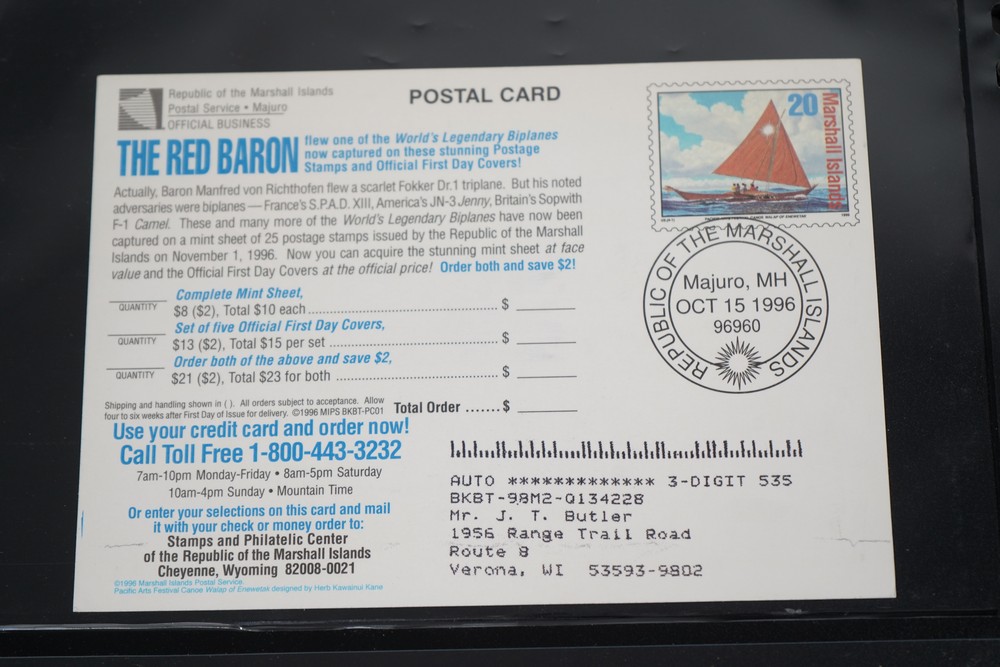 Republic of the Marshall Islands
Postal Service • Majuro
OFFICIAL BUSINESS
POSTAL CARD
20
Marshall Islands
1996
THE RED BARON flew one of the World's Legendary Biplanes
now captured on these stunning Postage
Stamps and Official First Day Covers!
Actually, Baron Manfred von Richthofen flew a scarlet Fokker Dr.1 triplane. But his noted
adversaries were biplanes — France's S.P.A.D. XIII, America's JN-3 Jenny, Britain's Sopwith
F-1 Camel. These and many more of the World's Legendary Biplanes have now been
captured on a mint sheet of 25 postage stamps issued by the Republic of the Marshall
Islands on November 1, 1996. Now you can acquire the stunning mint sheet at face
value and the Official First Day Covers at the official price! Order both and save $2!
REPUBLIC OF THE MARSHALL ISLANDS
Majuro, MH
OCT 15 1996
96960
Complete Mint Sheet,
QUANTITY $8 ($2), Total $10 each $
Set of five Official First Day Covers,
QUANTITY $13 ($2), Total $15 per set $
Order both of the above and save $2,
QUANTITY $21 ($2), Total $23 for both $
Shipping and handling shown in ( ). All orders subject to acceptance. Allow
four to six weeks after First Day of Issue for delivery. ©1996 MIPS BKBT-PC01
Total Order .......$
Use your credit card and order now!
Call Toll Free 1-800-443-3232
7am-10pm Monday-Friday • 8am-5pm Saturday
10am-4pm Sunday • Mountain Time
Or enter your selections on this card and mail
it with your check or money order to:
Stamps and Philatelic Center
of the Republic of the Marshall Islands
Cheyenne, Wyoming 82008-0021
©1996 Marshall Islands Postal Service
Pacific Arts Festival Canoe Walap of Enewetak designed by Herb Kawainui Kane
AUTO ************* 3-DIGIT 535
BKBT-98M2-Q134228
Mr. J. T. Butler
1956 Range Trail Road
Route 8
Verona, WI 53593-9802